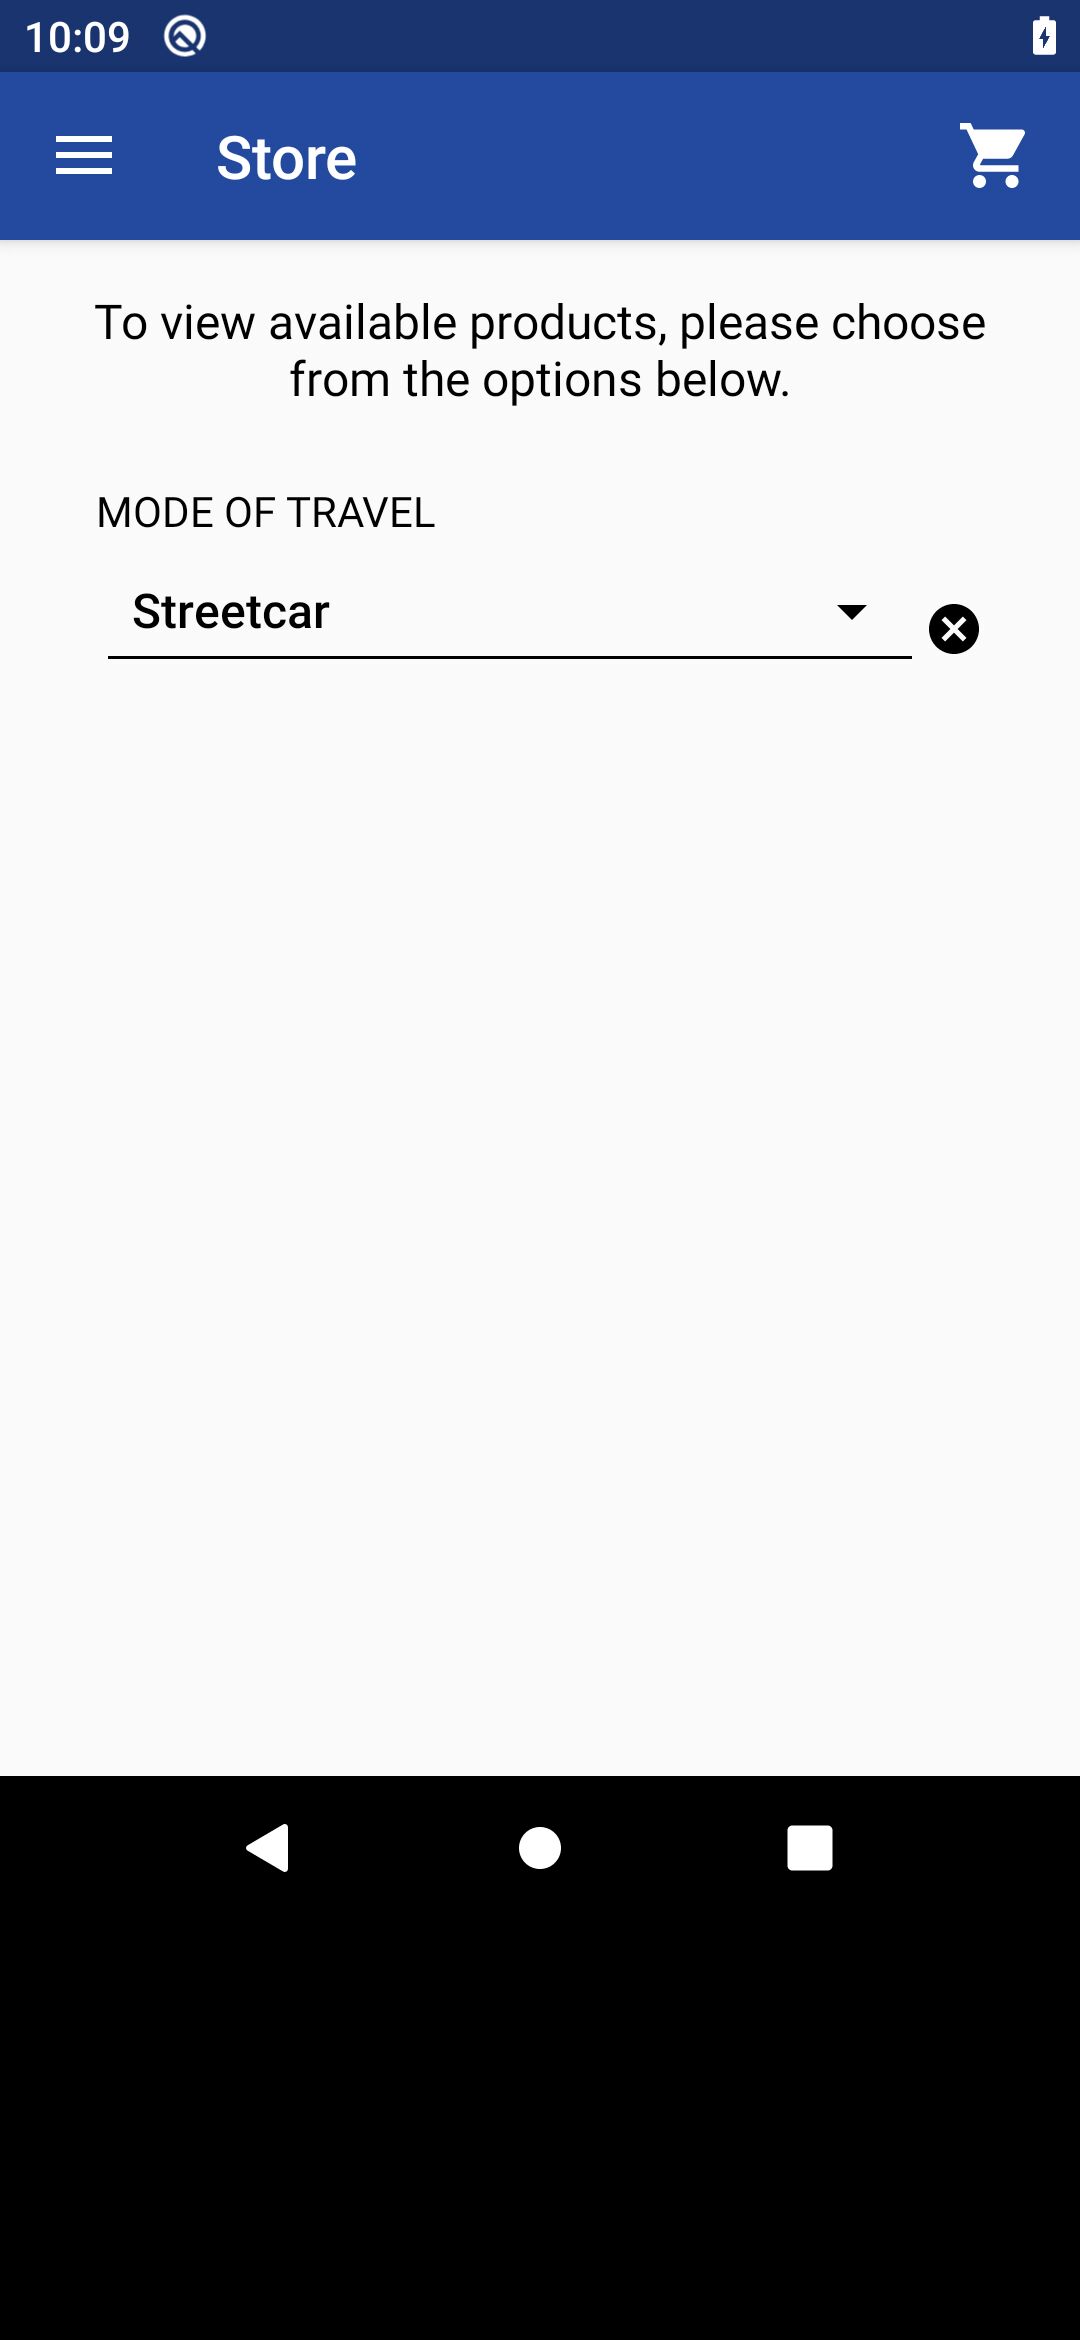 10:09
Store
To view available products, please choose
from the options below.
MODE OF TRAVEL
Streetcar